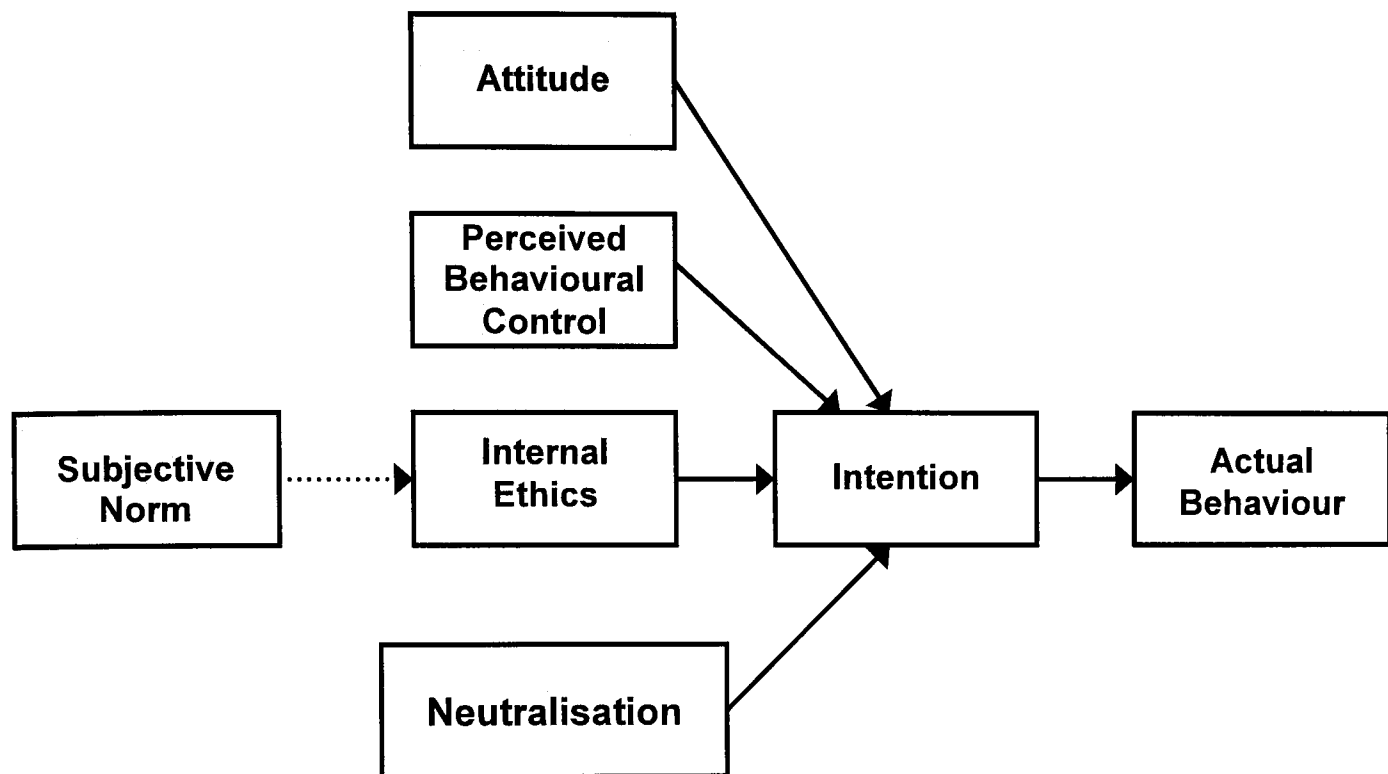 Attitude
Perceived
Behavioural
Control
Subjective
Norm
Internal
Ethics
Intention
Actual
Behaviour
Neutralisation